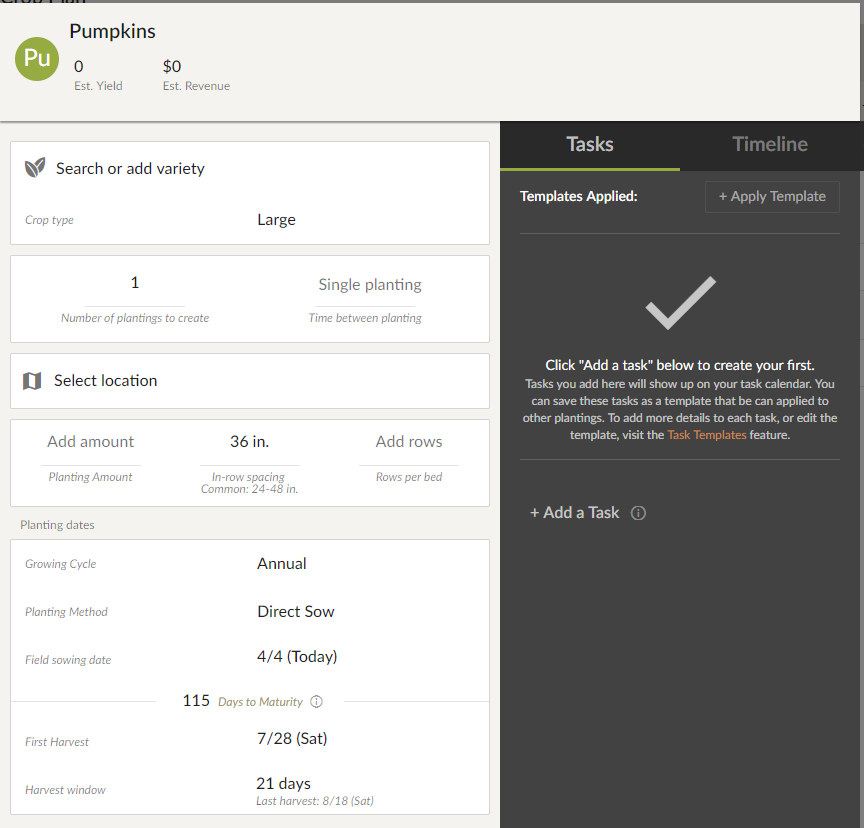 Crop Plan
Pu
Pumpkins
0
Est. Yield
$0
Est. Revenue
Search or add variety
Crop type
Large
1
Number of plantings to create
Single planting
Time between planting
Select location
Add amount
Planting Amount
36 in.
In-row spacing
Common: 24-48 in.
Add rows
Rows per bed
Planting dates
Growing Cycle
Annual
Planting Method
Direct Sow
Field sowing date
4/4 (Today)
115 Days to Maturity
First Harvest
7/28 (Sat)
Harvest window
21 days
Last harvest: 8/18 (Sat)
Tasks
Timeline
Templates Applied:
+ Apply Template
Click "Add a task" below to create your first.
Tasks you add here will show up on your task calendar. You
can save these tasks as a template that be can applied to
other plantings. To add more details to each task, or edit the
template, visit the Task Templates feature.
+ Add a Task